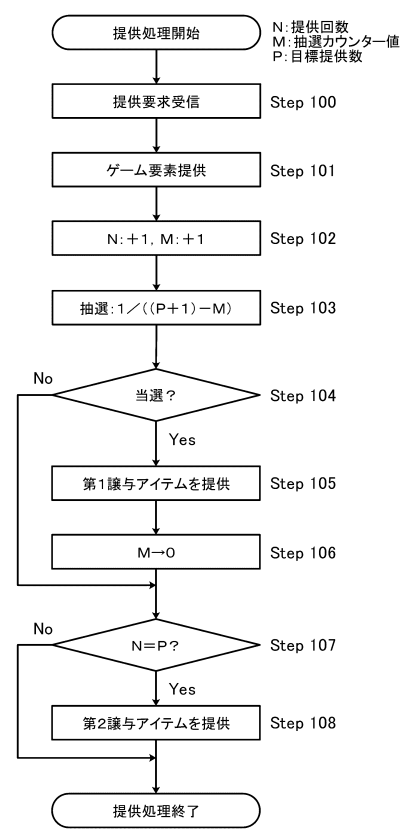 提供処理開始
N:提供回数
M:抽選カウンター値
P:目標提供数
提供要求受信
Step 100
ゲーム要素提供
Step 101
N:+1, M:+1
Step 102
抽選:1/((P+1)-M)
Step 103
当選?
Step 104
No
Yes
第1譲与アイテムを提供
Step 105
M→0
Step 106
N=P?
Step 107
No
Yes
第2譲与アイテムを提供
Step 108
提供処理終了